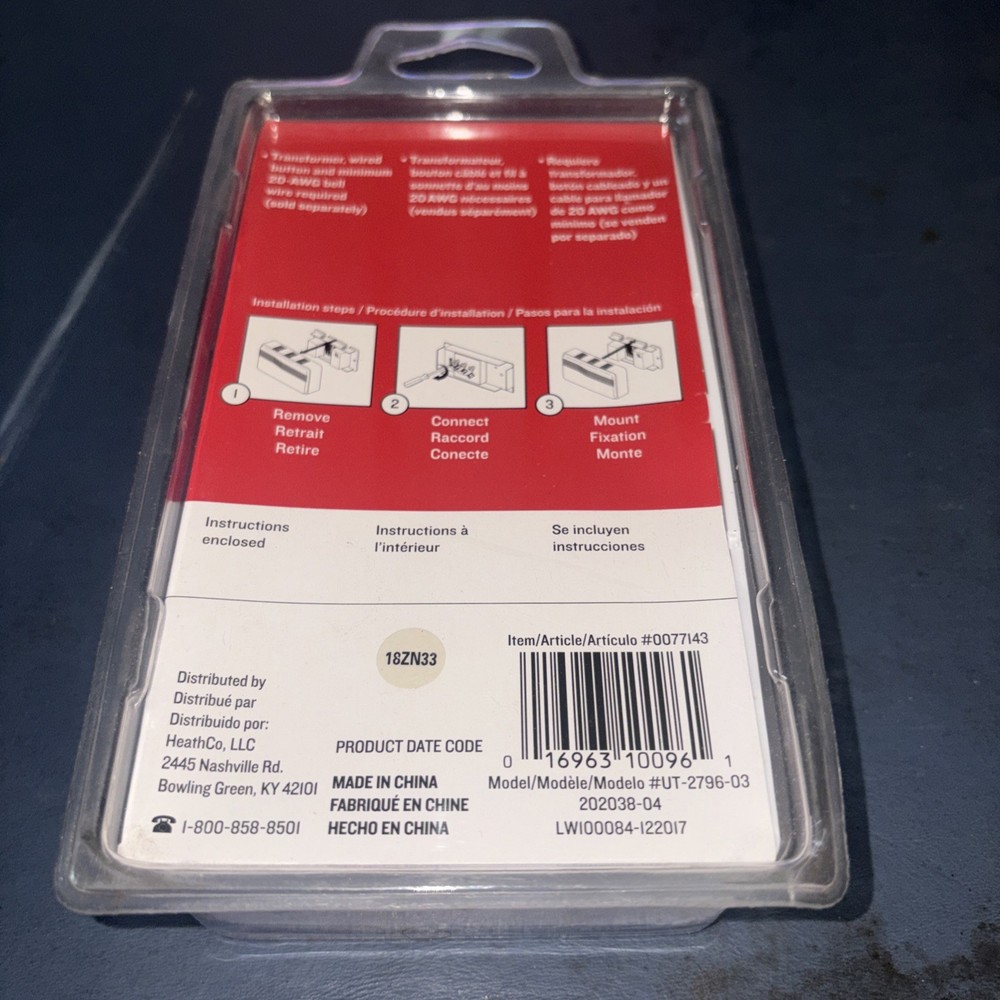 • Transformer, wired
button and minimum
20-AWG bell
wire required
(sold separately)
• Transformateur,
bouton câblé et fil à
sonnette d'au moins
20 AWG nécessaires
(vendus séparément)
• Requiere
transformador,
botón cableado y un
cable para llamador
de 20 AWG como
mínimo (se venden
por separado)
Installation steps / Procédure d'installation / Pasos para la instalación
1
Remove
Retrait
Retire
2
Connect
Raccord
Conecte
3
Mount
Fixation
Monte
Instructions
enclosed
Instructions à
l'intérieur
Se incluyen
instrucciones
Distributed by
Distribué par
Distribuido por:
HeathCo, LLC
2445 Nashville Rd.
Bowling Green, KY 42101
☎ 1-800-858-8501
18ZN33
PRODUCT DATE CODE
MADE IN CHINA
FABRIQUÉ EN CHINE
HECHO EN CHINA
Item/Article/Artículo #0077143
0 16963 10096 1
Model/Modèle/Modelo #UT-2796-03
202038-04
LW100084-122017